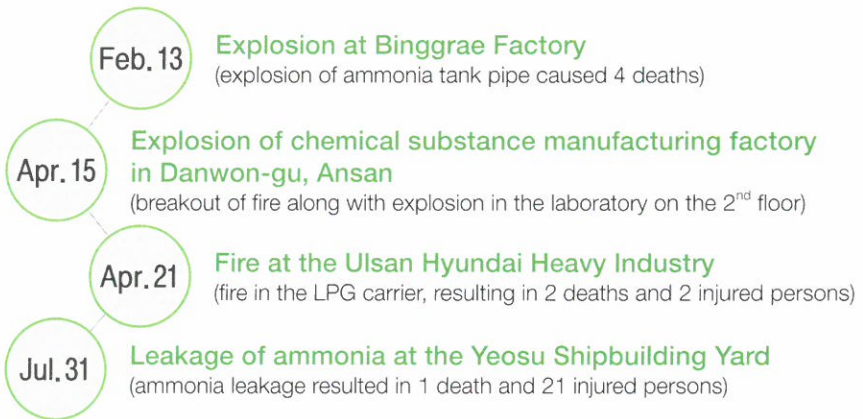 Feb. 13
Explosion at Binggrae Factory
(explosion of ammonia tank pipe caused 4 deaths)
Apr. 15
Explosion of chemical substance manufacturing factory
in Danwon-gu, Ansan
(breakout of fire along with explosion in the laboratory on the 2nd floor)
Apr. 21
Fire at the Ulsan Hyundai Heavy Industry
(fire in the LPG carrier, resulting in 2 deaths and 2 injured persons)
Jul. 31
Leakage of ammonia at the Yeosu Shipbuilding Yard
(ammonia leakage resulted in 1 death and 21 injured persons)